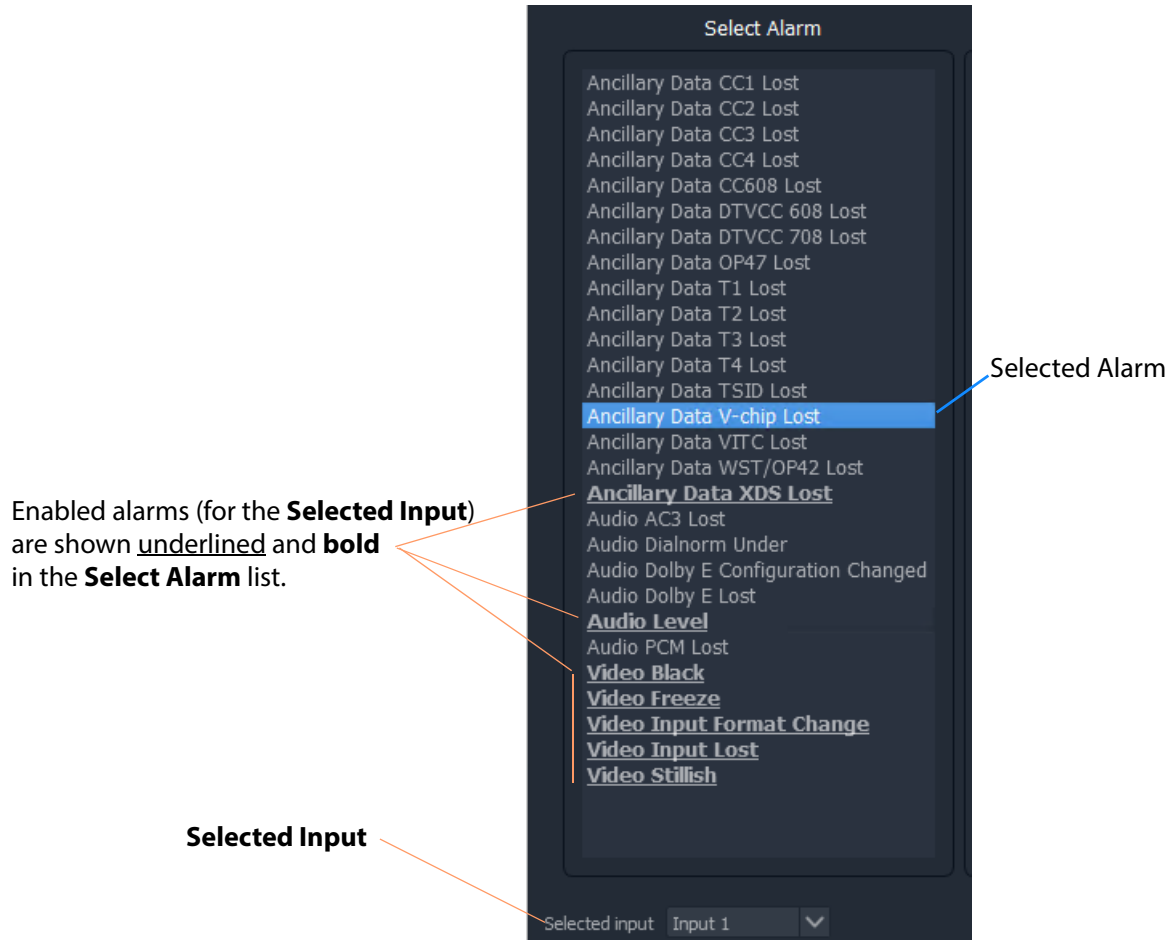 Select Alarm
Ancillary Data CC1 Lost
Ancillary Data CC2 Lost
Ancillary Data CC3 Lost
Ancillary Data CC4 Lost
Ancillary Data CC608 Lost
Ancillary Data DTVCC 608 Lost
Ancillary Data DTVCC 708 Lost
Ancillary Data OP47 Lost
Ancillary Data T1 Lost
Ancillary Data T2 Lost
Ancillary Data T3 Lost
Ancillary Data T4 Lost
Ancillary Data TSID Lost
Ancillary Data V-chip Lost
Ancillary Data VITC Lost
Ancillary Data WST/OP42 Lost
Ancillary Data XDS Lost
Audio AC3 Lost
Audio Dialnorm Under
Audio Dolby E Configuration Changed
Audio Dolby E Lost
Audio Level
Audio PCM Lost
Video Black
Video Freeze
Video Input Format Change
Video Input Lost
Video Stillish
Selected Alarm
Enabled alarms (for the Selected Input)
are shown underlined and bold
in the Select Alarm list.
Selected Input
Selected input Input 1